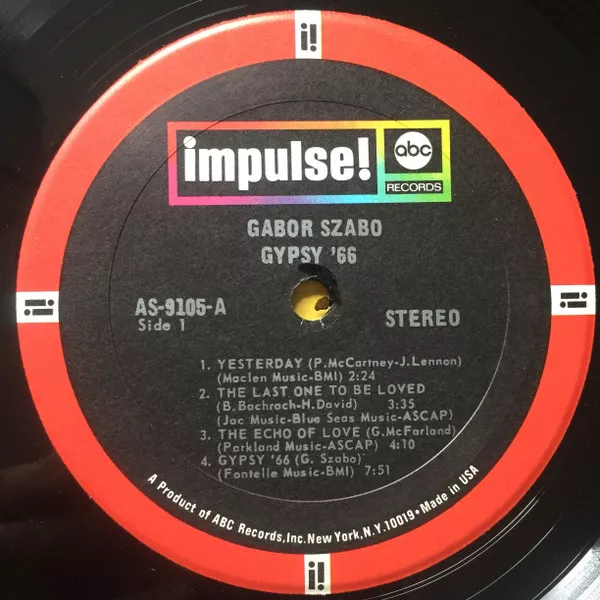 impulse!
abc
RECORDS
GABOR SZABO
GYPSY '66
AS-9105-A
Side 1
STEREO
1. YESTERDAY (P.McCartney-J.Lennon)
(Maclen Music-BMI) 2:24
2. THE LAST ONE TO BE LOVED
(B.Bachrach-H.David) 3:35
(Jac Music-Blue Seas Music-ASCAP)
3. THE ECHO OF LOVE (G.McFarland)
(Parkland Music-ASCAP) 4:10
4. GYPSY '66 (G. Szabo)
(Fontelle Music-BMI) 7:51
A Product of ABC Records,Inc.New York,N.Y.10019•Made in USA